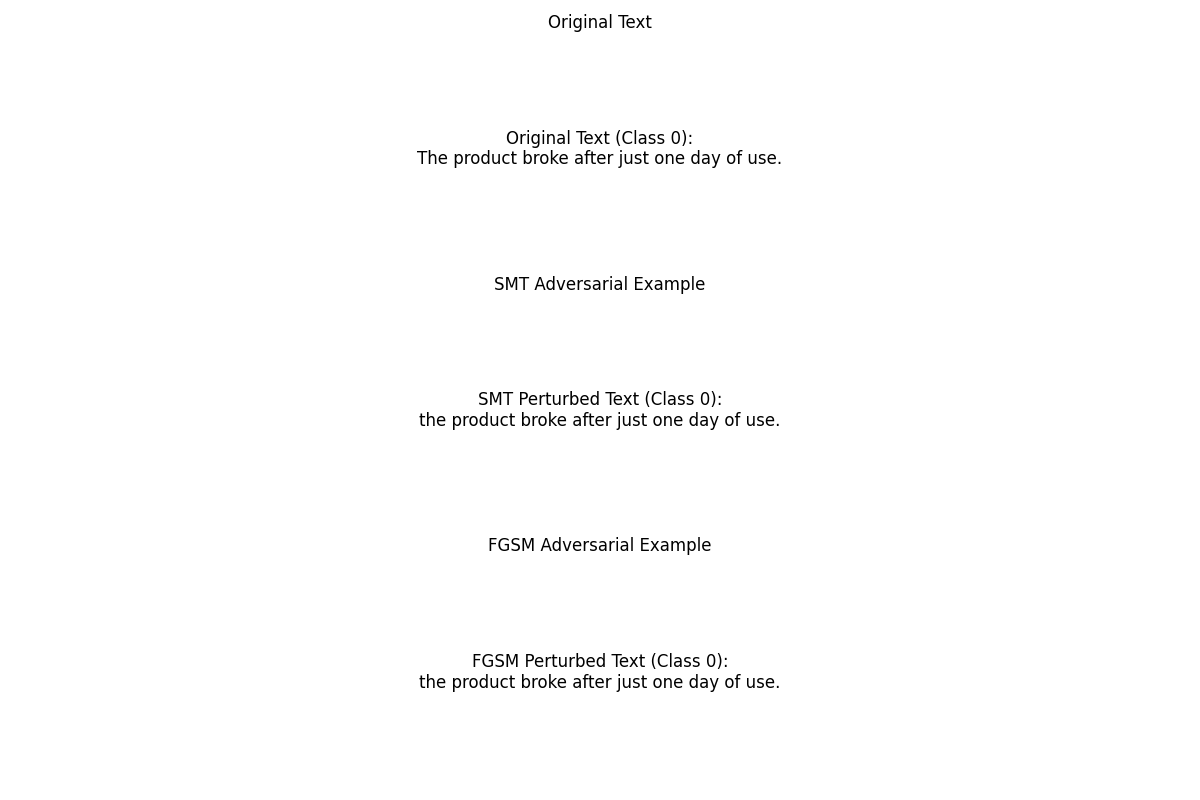 Original Text
Original Text (Class 0):
The product broke after just one day of use.
SMT Adversarial Example
SMT Perturbed Text (Class 0):
the product broke after just one day of use.
FGSM Adversarial Example
FGSM Perturbed Text (Class 0):
the product broke after just one day of use.